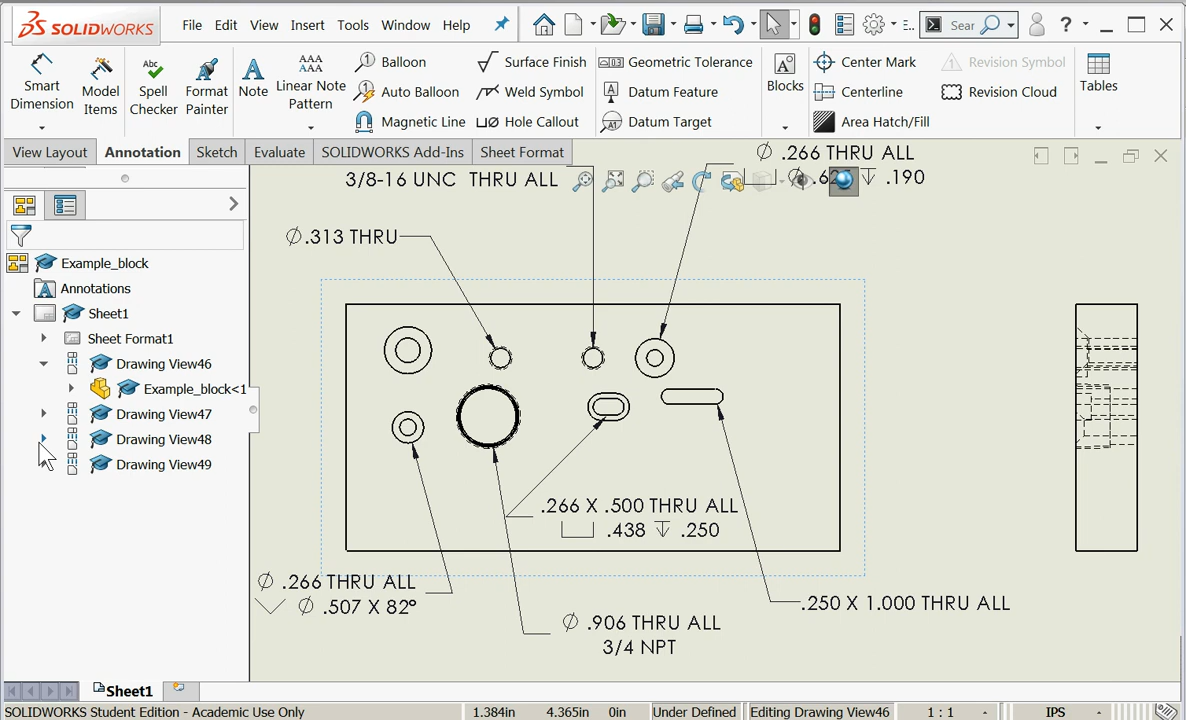 SOLIDWORKS File Edit View Insert Tools Window Help Sear ?
Smart Dimension
Model Items
Spell Checker
Format Painter
Note
Linear Note Pattern
Balloon
Auto Balloon
Magnetic Line
Surface Finish
Weld Symbol
Hole Callout
Geometric Tolerance
Datum Feature
Datum Target
Blocks
Center Mark
Centerline
Area Hatch/Fill
Revision Symbol
Revision Cloud
Tables
View Layout Annotation Sketch Evaluate SOLIDWORKS Add-Ins Sheet Format
Example_block
Annotations
Sheet1
Sheet Format1
Drawing View46
Example_block<1
Drawing View47
Drawing View48
Drawing View49
3/8-16 UNC THRU ALL
∅ .266 THRU ALL
⌴ ∅ .62 ↧ .190
∅.313 THRU
.266 X .500 THRU ALL
⌴ .438 ↧ .250
∅ .266 THRU ALL
⌵ ∅ .507 X 82°
∅ .906 THRU ALL
3/4 NPT
.250 X 1.000 THRU ALL
Sheet1
SOLIDWORKS Student Edition - Academic Use Only 1.384in 4.365in 0in Under Defined Editing Drawing View46 1 : 1 IPS